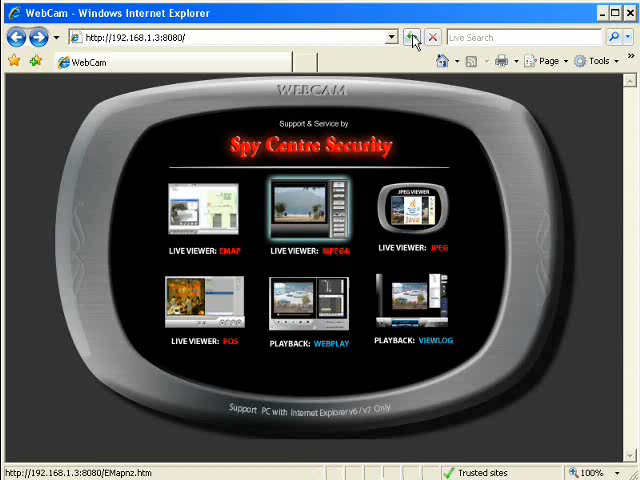 WebCam - Windows Internet Explorer
http://192.168.1.3:8080/
Live Search
WebCam
Page
Tools
WEBCAM
Support & Service by
Spy Centre Security
JPEG VIEWER
Java
LIVE VIEWER: EMAP
LIVE VIEWER: MPEG4
LIVE VIEWER: JPEG
LIVE VIEWER: POS
PLAYBACK: WEBPLAY
PLAYBACK: VIEWLOG
Support PC with Internet Explorer v6 / v7 Only
http://192.168.1.3:8080/EMapnz.htm
Trusted sites
100%